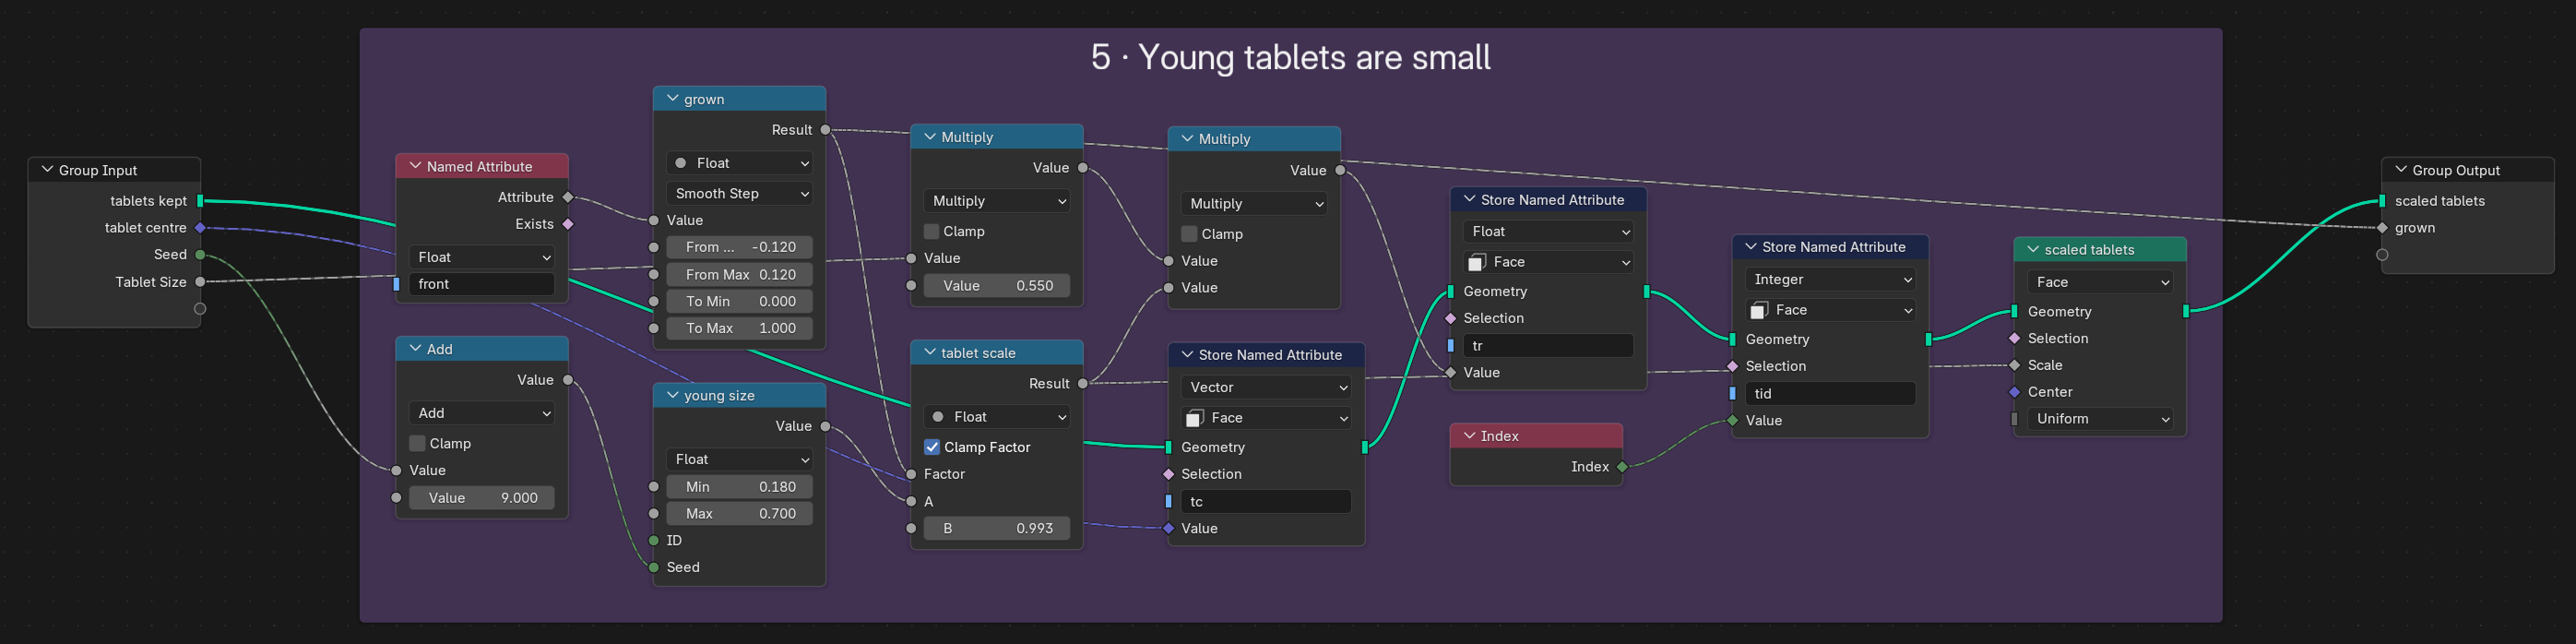 5 · Young tablets are small
Group Input
tablets kept
tablet centre
Seed
Tablet Size
Named Attribute
Attribute
Exists
Float
front
Add
Value
Add
Clamp
Value
Value 9.000
grown
Result
Float
Smooth Step
Value
From ... -0.120
From Max 0.120
To Min 0.000
To Max 1.000
young size
Value
Float
Min 0.180
Max 0.700
ID
Seed
Multiply
Value
Multiply
Clamp
Value
Value 0.550
tablet scale
Result
Float
Clamp Factor
Factor
A
B 0.993
Multiply
Value
Multiply
Clamp
Value
Value
Store Named Attribute
Vector
Face
Geometry
Selection
tc
Value
Store Named Attribute
Float
Face
Geometry
Selection
tr
Value
Index
Index
Store Named Attribute
Integer
Face
Geometry
Selection
tid
Value
scaled tablets
Face
Geometry
Selection
Scale
Center
Uniform
Group Output
scaled tablets
grown